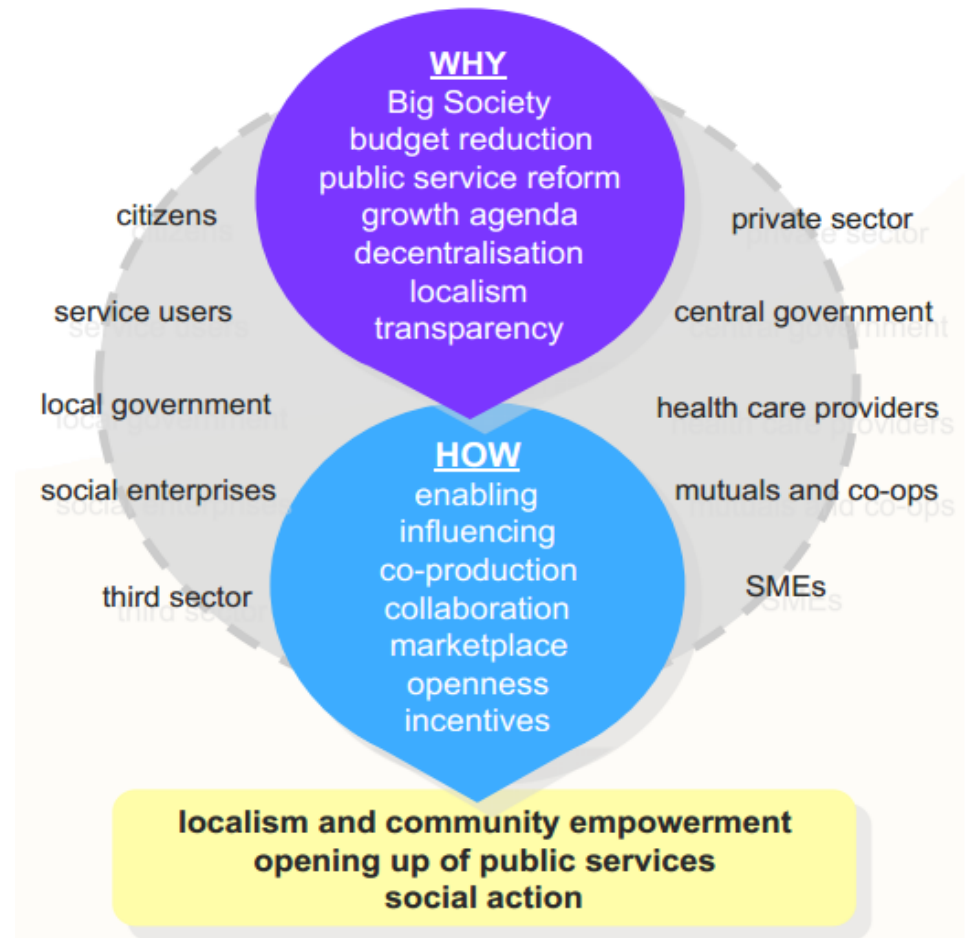 WHY
Big Society
budget reduction
public service reform
growth agenda
decentralisation
localism
transparency
citizens
service users
local government
social enterprises
third sector
private sector
central government
health care providers
mutuals and co-ops
SMEs
HOW
enabling
influencing
co-production
collaboration
marketplace
openness
incentives
localism and community empowerment
opening up of public services
social action